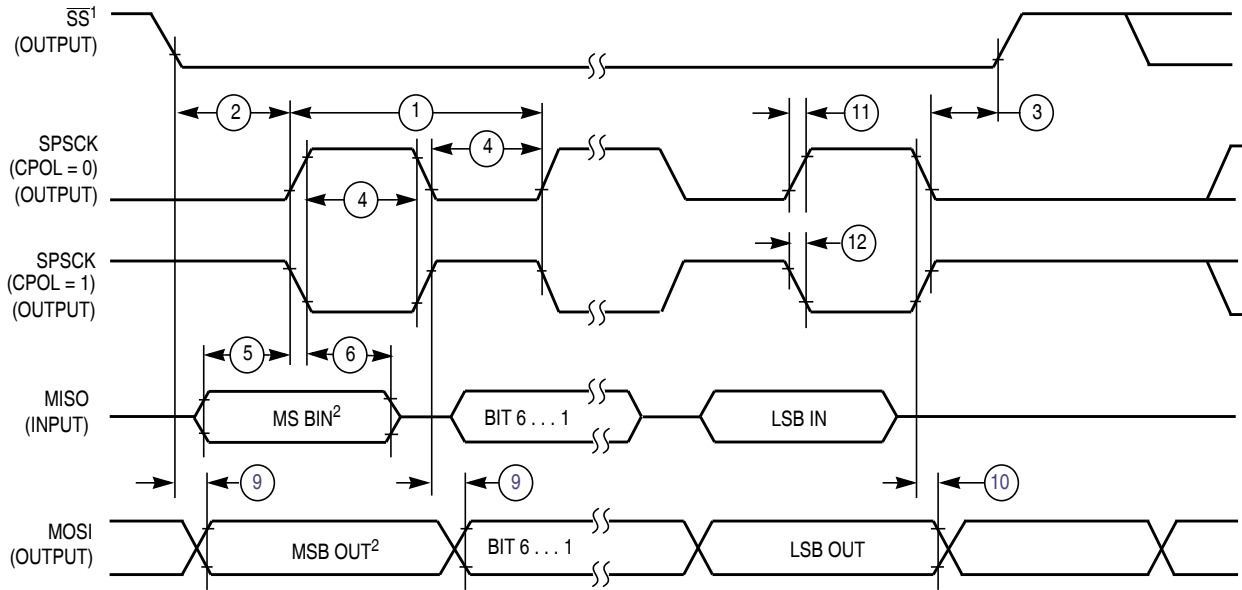 SS¹
(OUTPUT)
2
1
11
3
SPSCK
(CPOL = 0)
(OUTPUT)
4
4
12
SPSCK
(CPOL = 1)
(OUTPUT)
5
6
MISO
(INPUT)
MS BIN²
BIT 6 . . . 1
LSB IN
9
9
10
MOSI
(OUTPUT)
MSB OUT²
BIT 6 . . . 1
LSB OUT